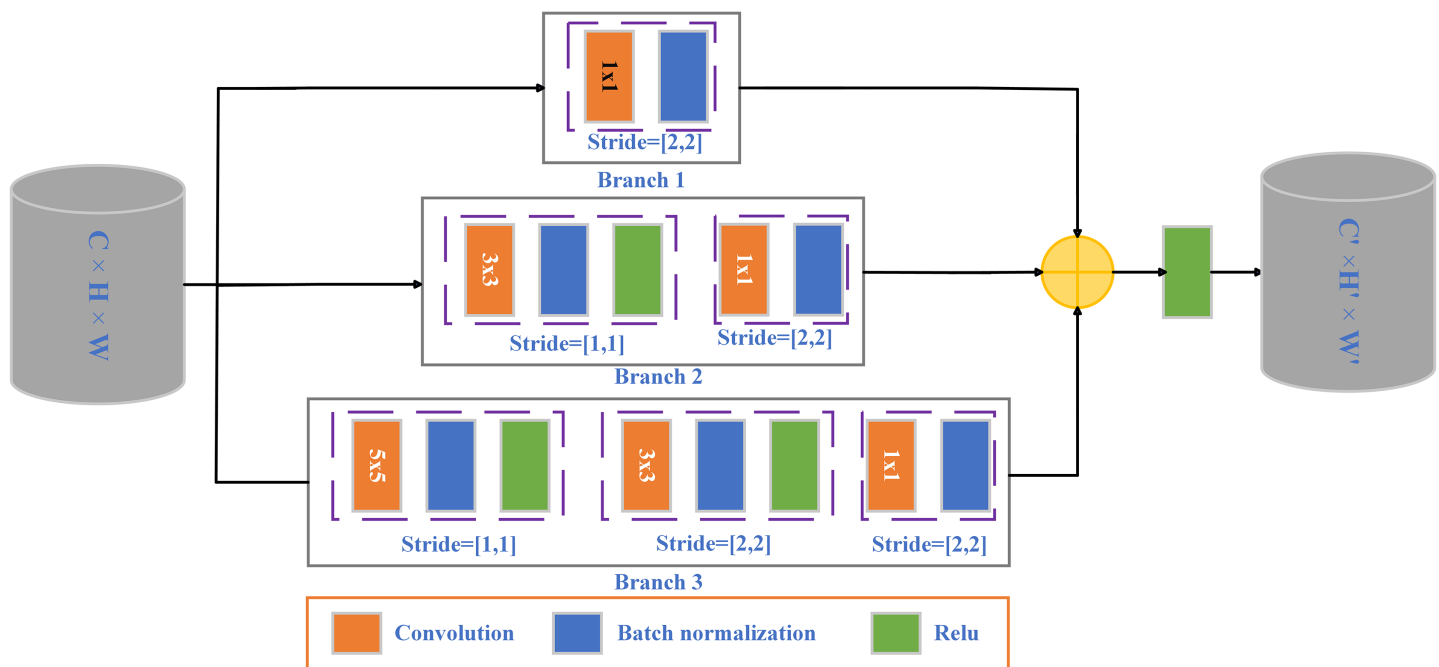 1x1
Stride=[2,2]
Branch 1
C × H × W
3x3
1x1
Stride=[1,1]
Stride=[2,2]
Branch 2
C' ×H' × W'
5x5
3x3
1x1
Stride=[1,1]
Stride=[2,2]
Stride=[2,2]
Branch 3
Convolution
Batch normalization
Relu